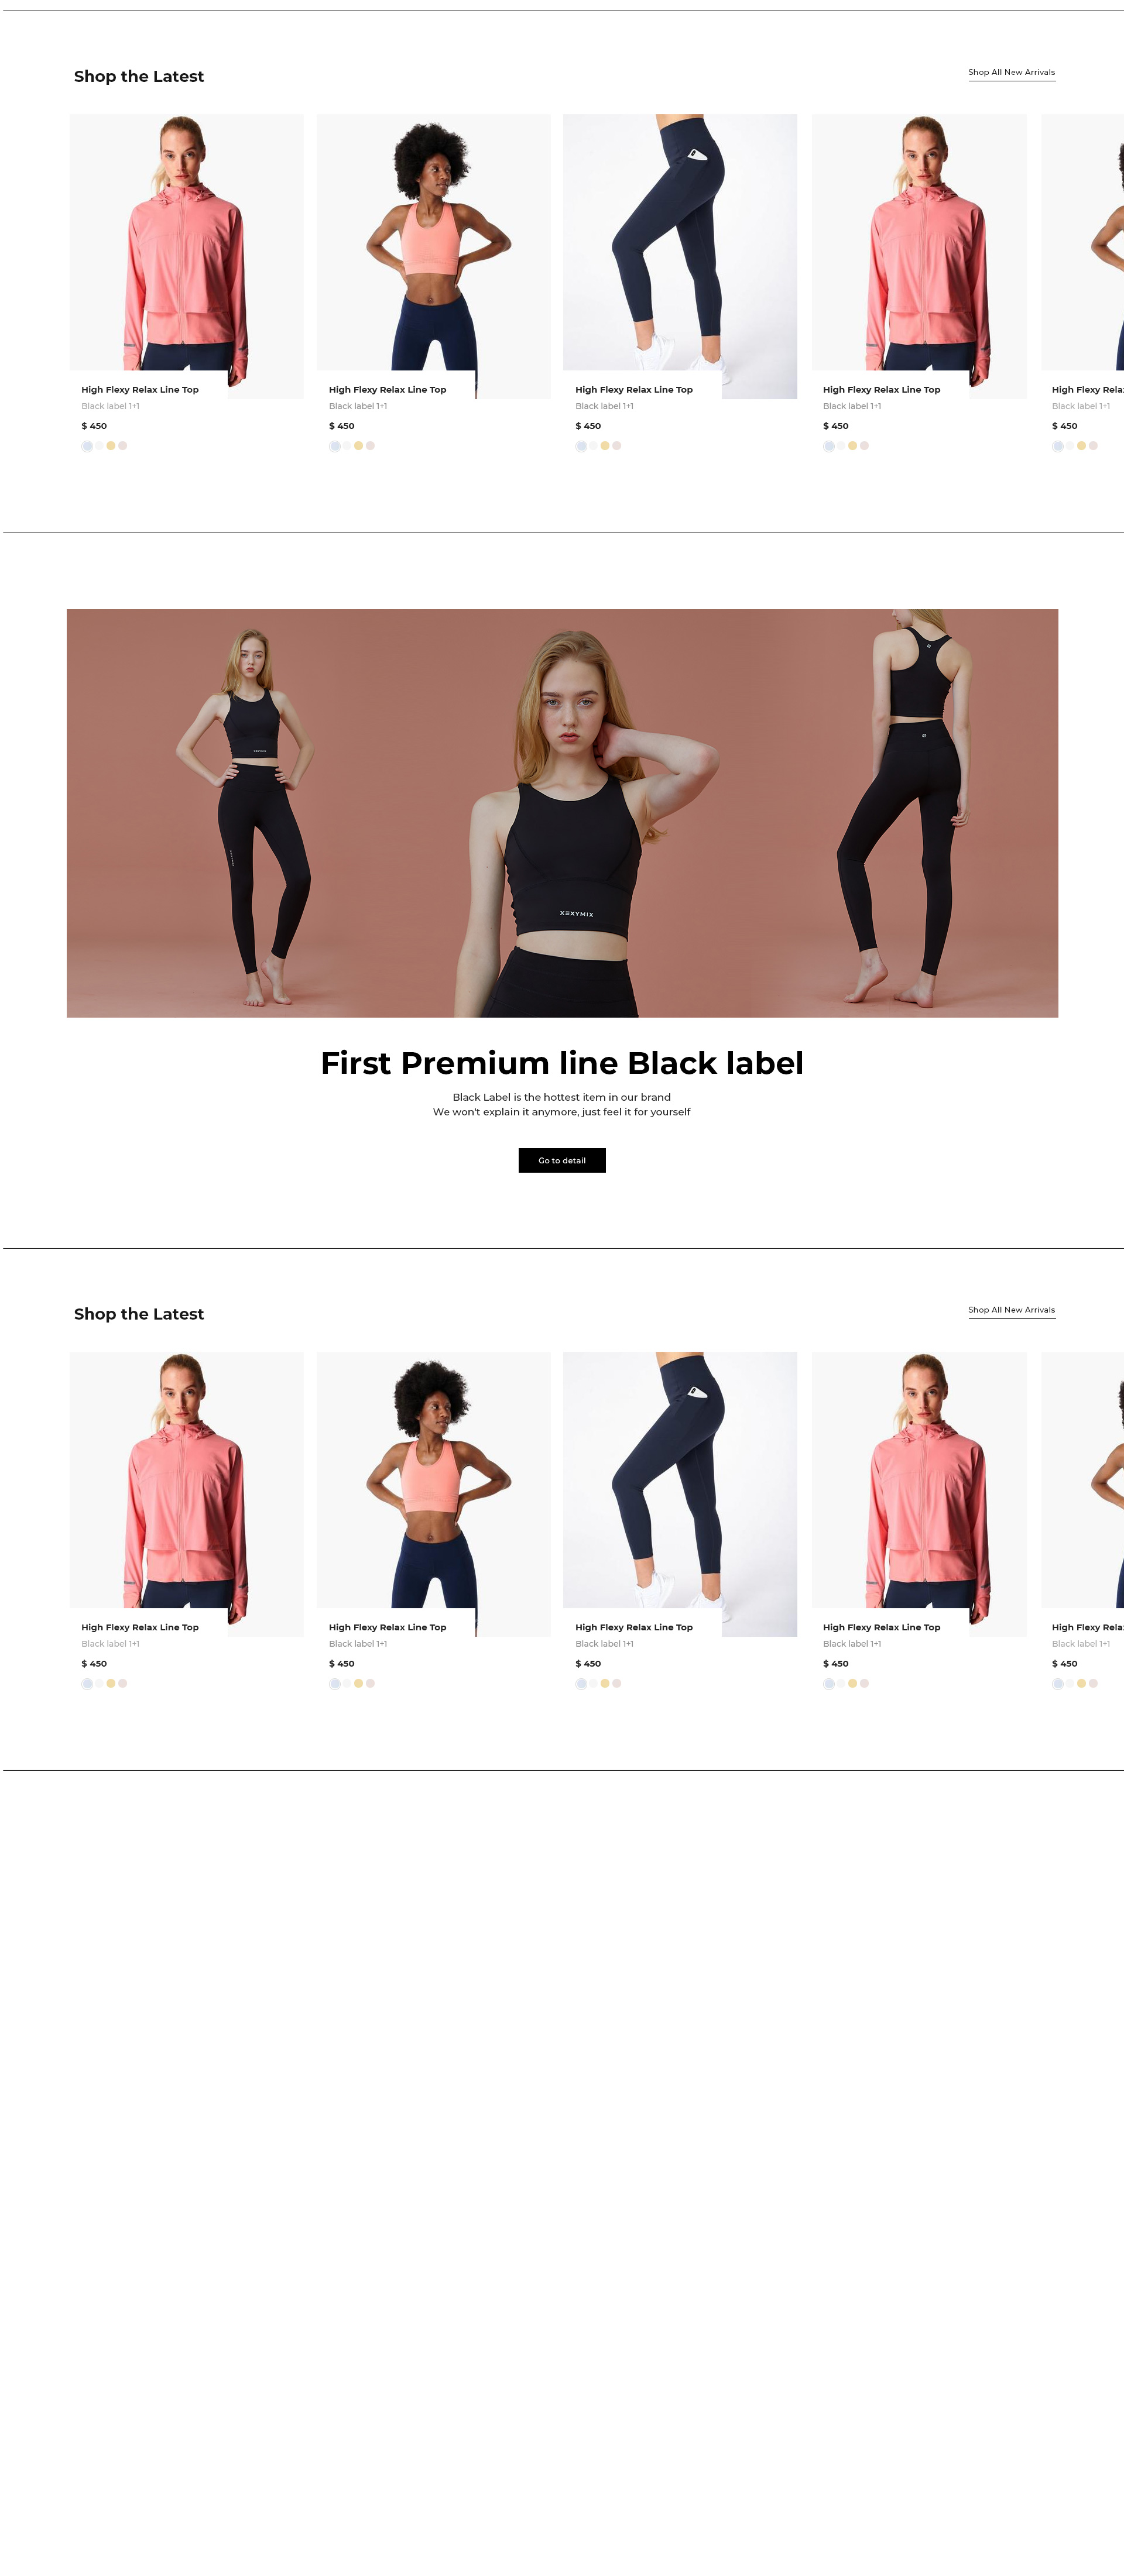 Shop the Latest
Shop All New Arrivals
High Flexy Relax Line Top
Black label 1+1
$ 450
High Flexy Relax Line Top
Black label 1+1
$ 450
High Flexy Relax Line Top
Black label 1+1
$ 450
High Flexy Relax Line Top
Black label 1+1
$ 450
High Flexy Rela
Black label 1+1
$ 450
XEXYMIX
First Premium line Black label
Black Label is the hottest item in our brand
We won't explain it anymore, just feel it for yourself
Go to detail
Shop the Latest
Shop All New Arrivals
High Flexy Relax Line Top
Black label 1+1
$ 450
High Flexy Relax Line Top
Black label 1+1
$ 450
High Flexy Relax Line Top
Black label 1+1
$ 450
High Flexy Relax Line Top
Black label 1+1
$ 450
High Flexy Rela
Black label 1+1
$ 450